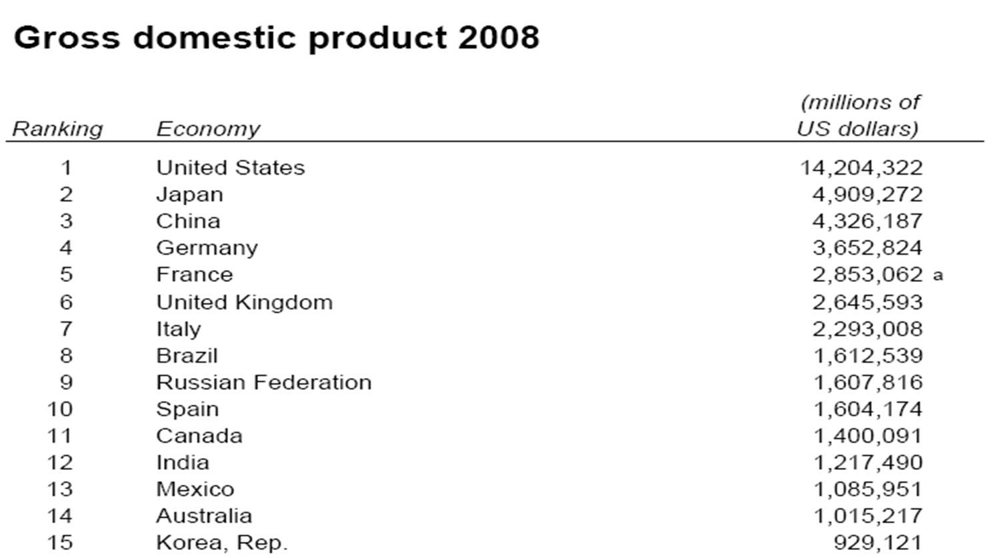 Gross domestic product 2008
(millions of
Ranking Economy US dollars)
1 United States 14,204,322
2 Japan 4,909,272
3 China 4,326,187
4 Germany 3,652,824
5 France 2,853,062 a
6 United Kingdom 2,645,593
7 Italy 2,293,008
8 Brazil 1,612,539
9 Russian Federation 1,607,816
10 Spain 1,604,174
11 Canada 1,400,091
12 India 1,217,490
13 Mexico 1,085,951
14 Australia 1,015,217
15 Korea, Rep. 929,121